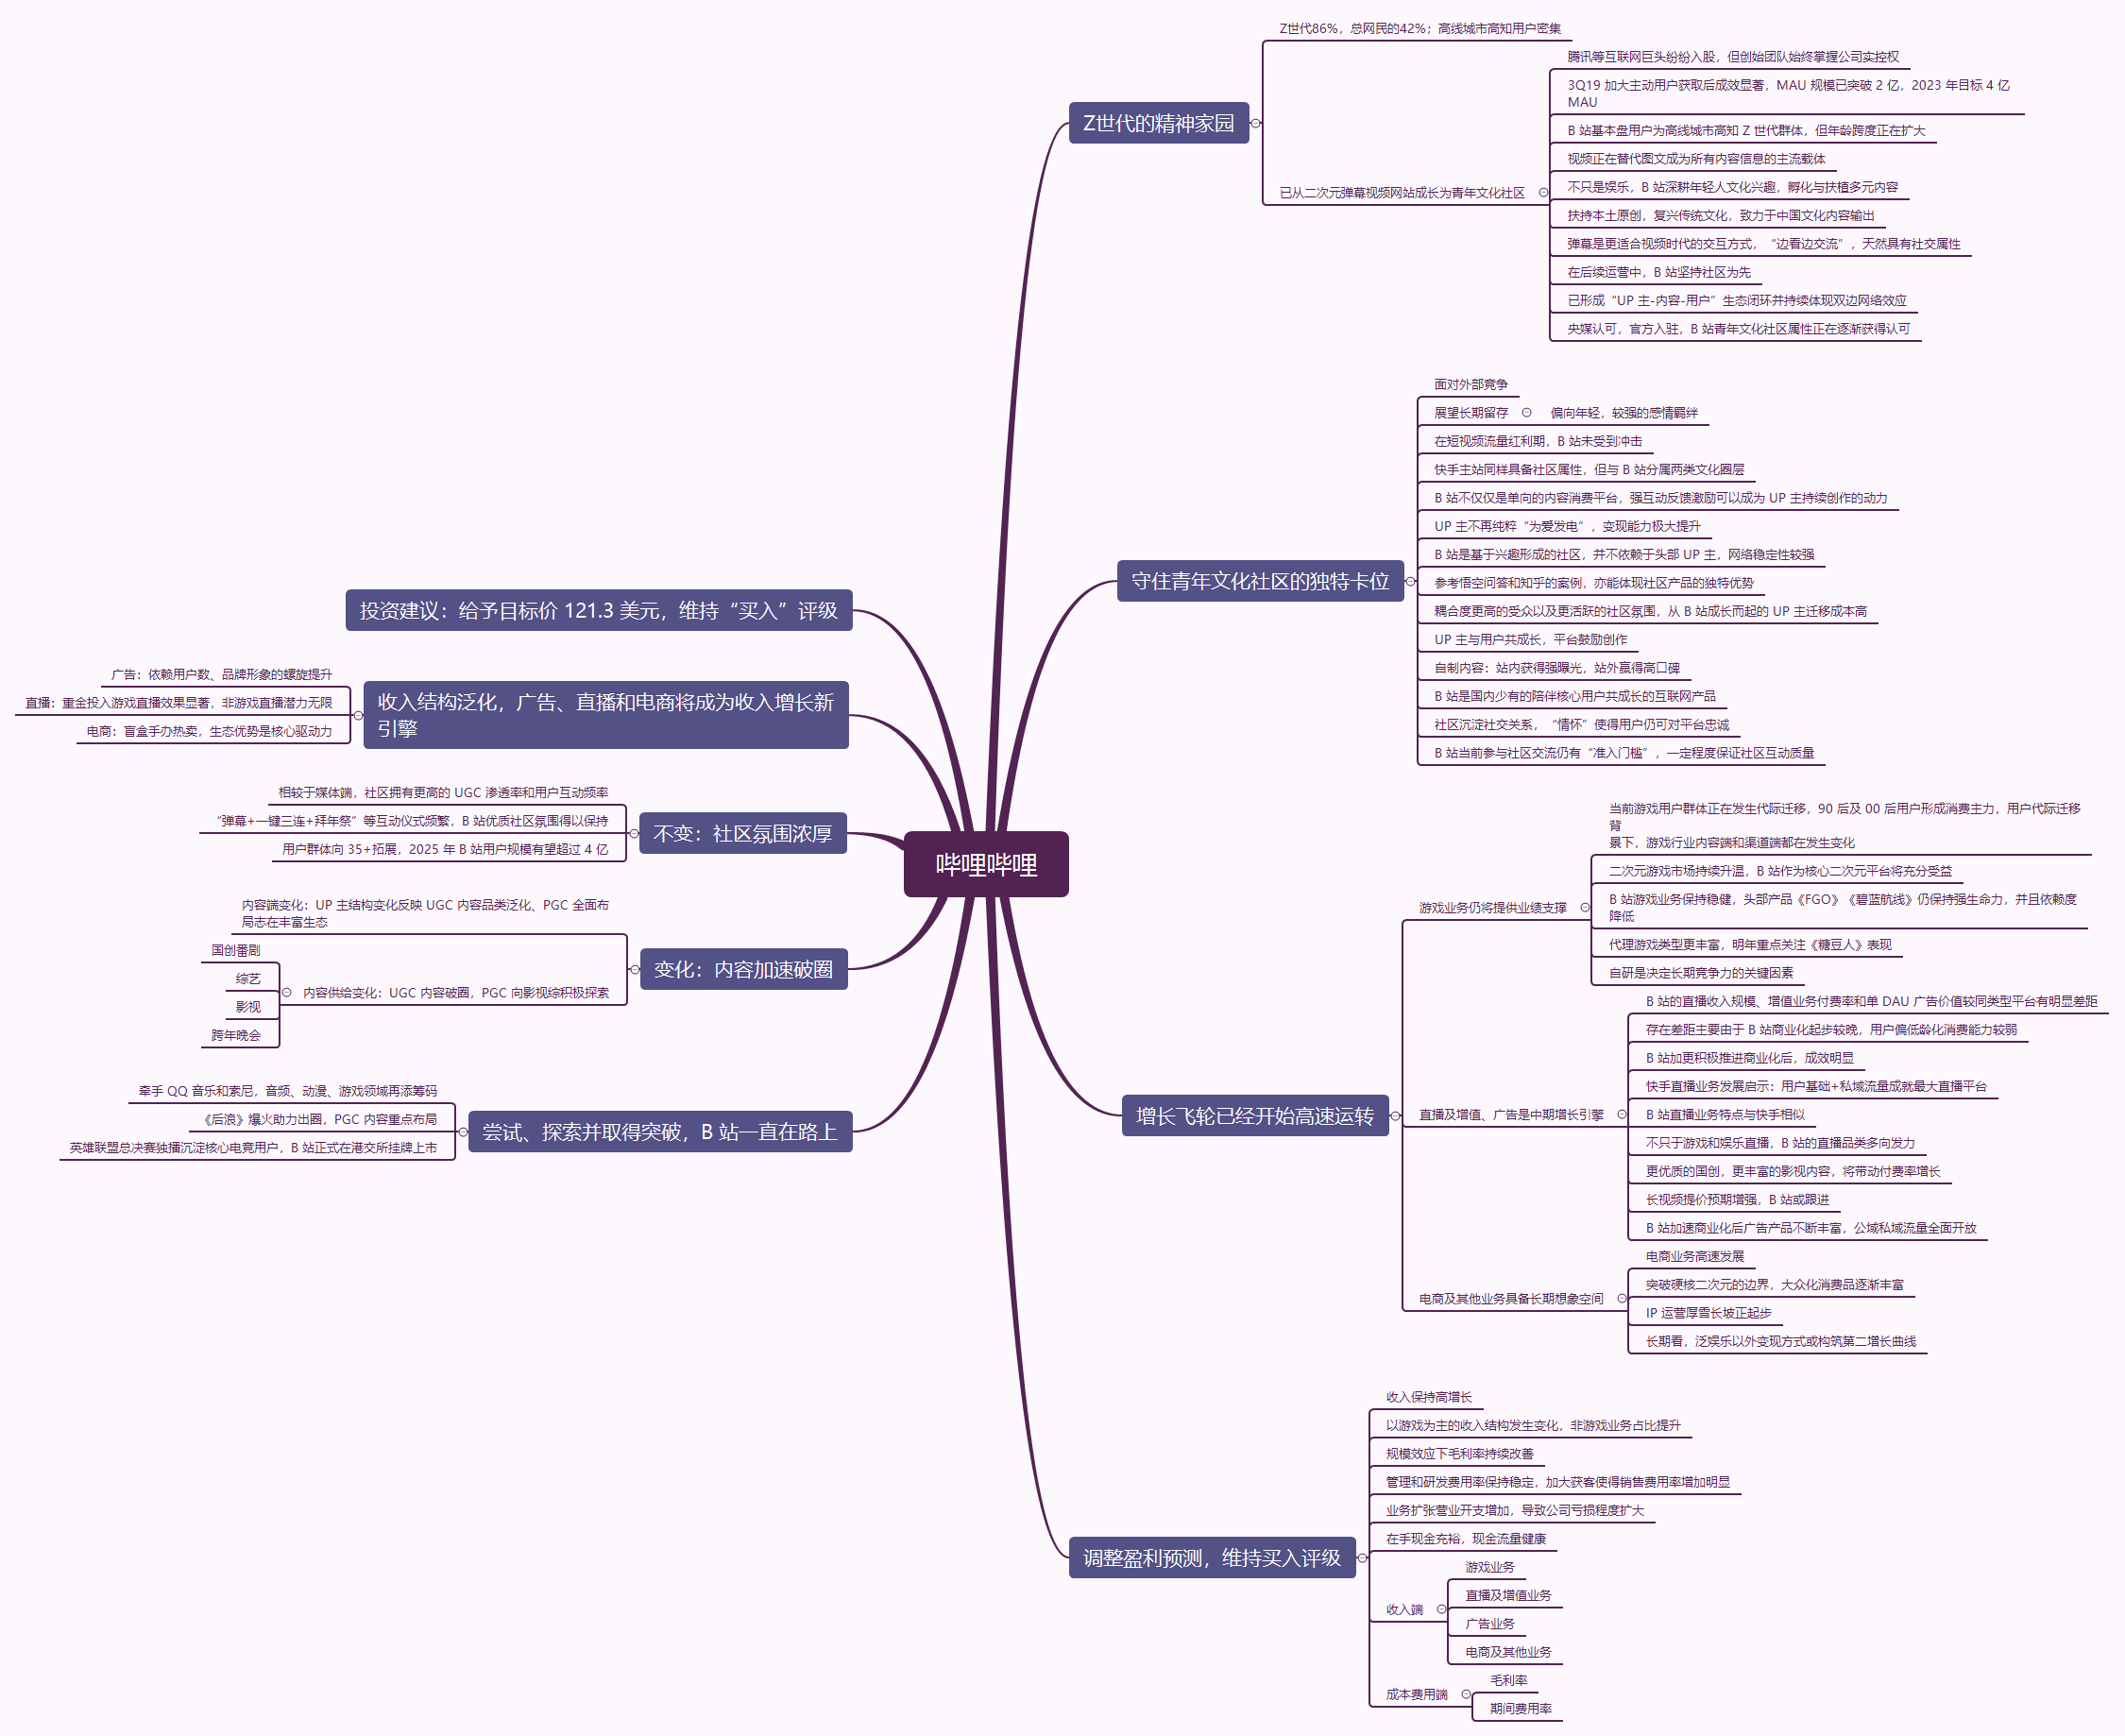 哔哩哔哩
Z世代的精神家园
Z世代86%，总网民的42%；高线城市高知用户密集
已从二次元弹幕视频网站成长为青年文化社区
腾讯等互联网巨头纷纷入股，但创始团队始终掌握公司实控权
3Q19 加大主动用户获取后成效显著，MAU 规模已突破 2 亿，2023 年目标 4 亿
MAU
B 站基本盘用户为高线城市高知 Z 世代群体，但年龄跨度正在扩大
视频正在替代图文成为所有内容信息的主流载体
不只是娱乐，B 站深耕年轻人文化兴趣，孵化与扶植多元内容
扶持本土原创，复兴传统文化，致力于中国文化内容输出
弹幕是更适合视频时代的交互方式，“边看边交流”，天然具有社交属性
在后续运营中，B 站坚持社区为先
已形成“UP 主-内容-用户”生态闭环并持续体现双边网络效应
央媒认可，官方入驻，B 站青年文化社区属性正在逐渐获得认可
守住青年文化社区的独特卡位
面对外部竟争
展望长期留存
偏向年轻，较强的感情羁绊
在短视频流量红利期，B 站未受到冲击
快手主站同样具备社区属性，但与 B 站分属两类文化圈层
B 站不仅仅是单向的内容消费平台，强互动反馈激励可以成为 UP 主持续创作的动力
UP 主不再纯粹“为爱发电”，变现能力极大提升
B 站是基于兴趣形成的社区，并不依赖于头部 UP 主，网络稳定性较强
参考悟空问答和知乎的案例，亦能体现社区产品的独特优势
耦合度更高的受众以及更活跃的社区氛围，从 B 站成长而起的 UP 主迁移成本高
UP 主与用户共成长，平台鼓励创作
自制内容：站内获得强曝光，站外赢得高口碑
B 站是国内少有的陪伴核心用户共成长的互联网产品
社区沉淀社交关系，“情怀”使得用户仍可对平台忠诚
B 站当前参与社区交流仍有“准入门槛”，一定程度保证社区互动质量
增长飞轮已经开始高速运转
游戏业务仍将提供业绩支撑
当前游戏用户群体正在发生代际迁移，90 后及 00 后用户形成消费主力，用户代际迁移
背
景下，游戏行业内容端和渠道端都在发生变化
二次元游戏市场持续升温，B 站作为核心二次元平台将充分受益
B 站游戏业务保持稳健，头部产品《FGO》《碧蓝航线》仍保持强生命力，并且依赖度
降低
代理游戏类型更丰富，明年重点关注《糖豆人》表现
自研是决定长期竞争力的关键因素
直播及增值、广告是中期增长引擎
B 站的直播收入规模、增值业务付费率和单 DAU 广告价值较同类型平台有明显差距
存在差距主要由于 B 站商业化起步较晚，用户偏低龄化消费能力较弱
B 站加更积极推进商业化后，成效明显
快手直播业务发展启示：用户基础+私域流量成就最大直播平台
B 站直播业务特点与快手相似
不只于游戏和娱乐直播，B 站的直播品类多向发力
更优质的国创，更丰富的影视内容，将带动付费率增长
长视频提价预期增强，B 站或跟进
B 站加速商业化后广告产品不断丰富，公域私域流量全面开放
电商及其他业务具备长期想象空间
电商业务高速发展
突破硬核二次元的边界，大众化消费品逐渐丰富
IP 运营厚雪长坡正起步
长期看，泛娱乐以外变现方式或构筑第二增长曲线
调整盈利预测，维持买入评级
收入保持高增长
以游戏为主的收入结构发生变化，非游戏业务占比提升
规模效应下毛利率持续改善
管理和研发费用率保持稳定，加大获客使得销售费用率增加明显
业务扩张营业开支增加，导致公司亏损程度扩大
在手现金充裕，现金流量健康
收入端
游戏业务
直播及增值业务
广告业务
电商及其他业务
成本费用端
毛利率
期间费用率
投资建议：给予目标价 121.3 美元，维持“买入”评级
收入结构泛化，广告、直播和电商将成为收入增长新
引擎
广告：依赖用户数、品牌形象的螺旋提升
直播：重金投入游戏直播效果显著，非游戏直播潜力无限
电商：盲盒手办热卖，生态优势是核心驱动力
不变：社区氛围浓厚
相较于媒体端，社区拥有更高的 UGC 渗透率和用户互动频率
“弹幕+一键三连+拜年祭”等互动仪式频繁，B 站优质社区氛围得以保持
用户群体向 35+拓展，2025 年 B 站用户规模有望超过 4 亿
变化：内容加速破圈
内容端变化：UP 主结构变化反映 UGC 内容品类泛化、PGC 全面布
局志在丰富生态
内容供给变化：UGC 内容破圈，PGC 向影视综积极探索
国创番剧
综艺
影视
跨年晚会
尝试、探索并取得突破，B 站一直在路上
牵手 QQ 音乐和索尼，音频、动漫、游戏领域再添筹码
《后浪》爆火助力出圈，PGC 内容重点布局
英雄联盟总决赛独播沉淀核心电竟用户，B 站正式在港交所挂牌上市